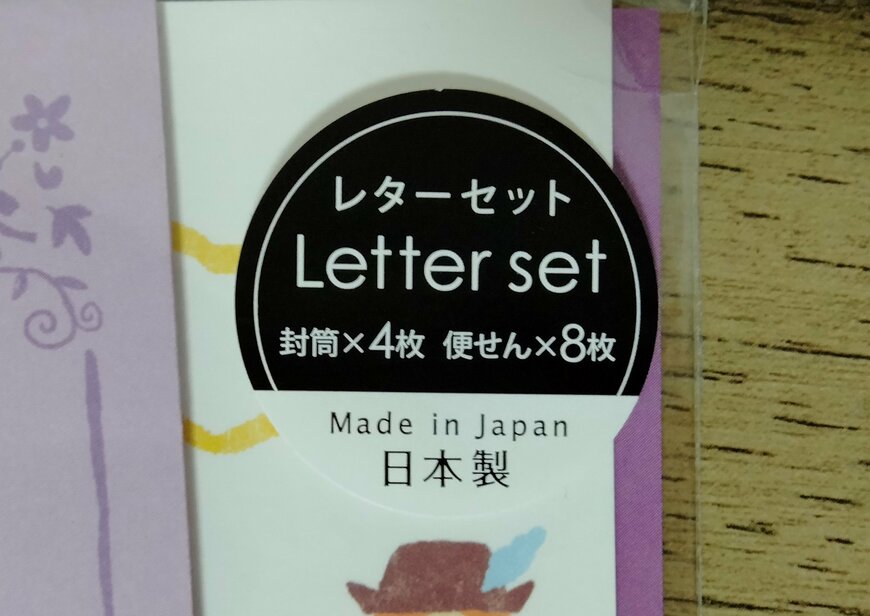 レターセット
Letter set
封筒×4枚 便せん×8枚
Made in Japan
日本製